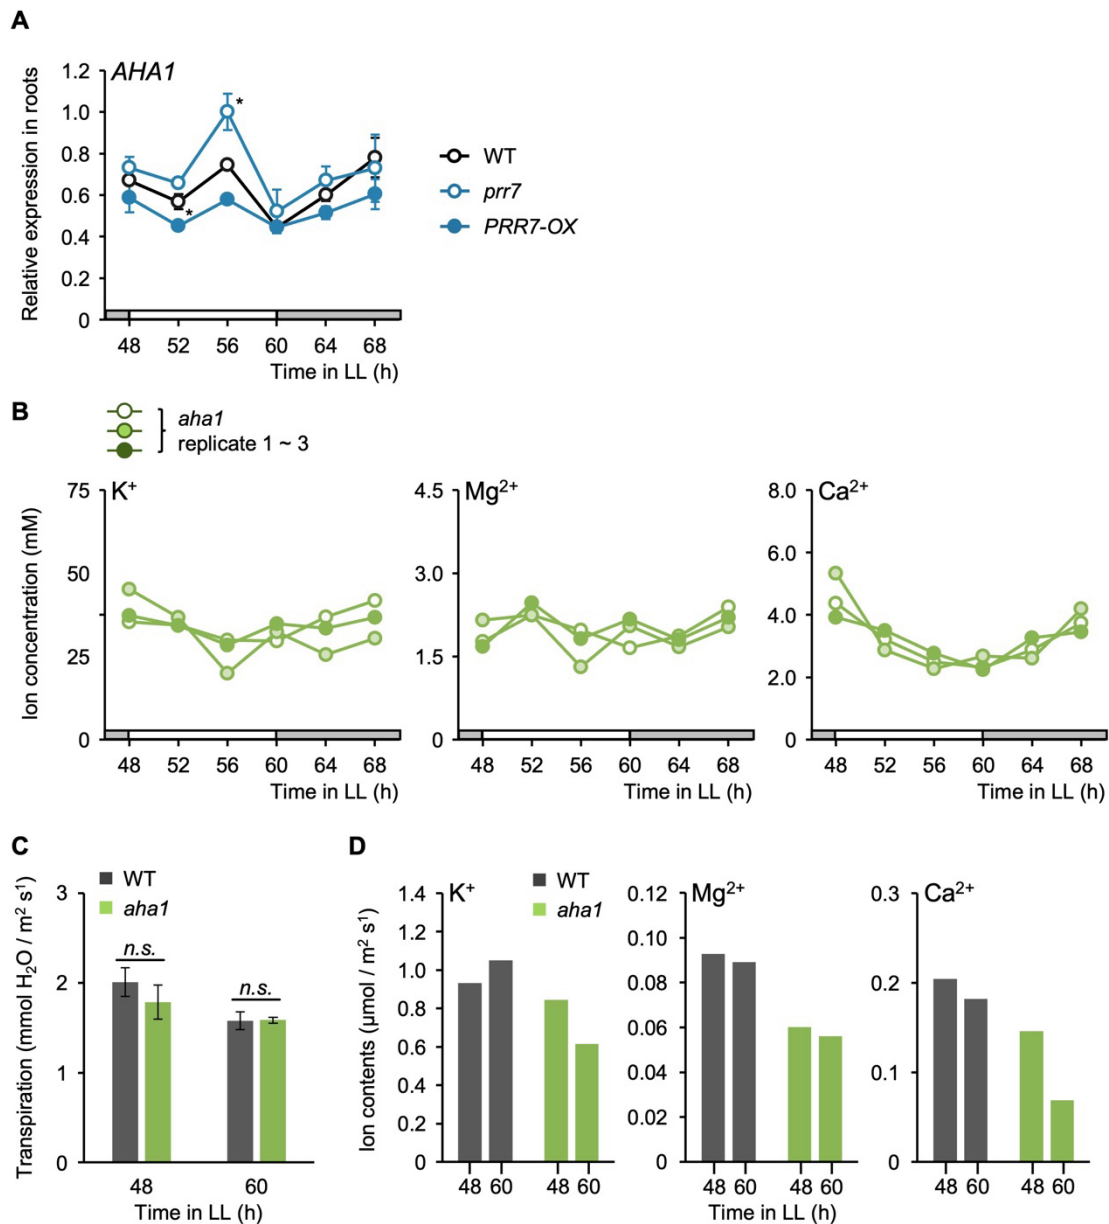 A
AHA1
Relative expression in roots
1.2
1.0
0.8
0.6
0.4
0.2
0
*
*
48 52 56 60 64 68
Time in LL (h)
WT
prr7
PRR7-OX
B
aha1
replicate 1 ~ 3
Ion concentration (mM)
K⁺
75
50
25
0
48 52 56 60 64 68
Time in LL (h)
Mg²⁺
4.5
3.0
1.5
0
48 52 56 60 64 68
Time in LL (h)
Ca²⁺
8.0
6.0
4.0
2.0
0
48 52 56 60 64 68
Time in LL (h)
C
WT
aha1
Transpiration (mmol H₂O / m² s¹)
3
2
1
0
n.s.
n.s.
48 60
Time in LL (h)
D
WT
aha1
Ion contents (μmol / m² s¹)
K⁺
1.4
1.2
1.0
0.8
0.6
0.4
0.2
0
48 60 48 60
Mg²⁺
0.12
0.10
0.08
0.06
0.04
0.02
0
48 60 48 60
Time in LL (h)
Ca²⁺
0.3
0.2
0.1
0
48 60 48 60